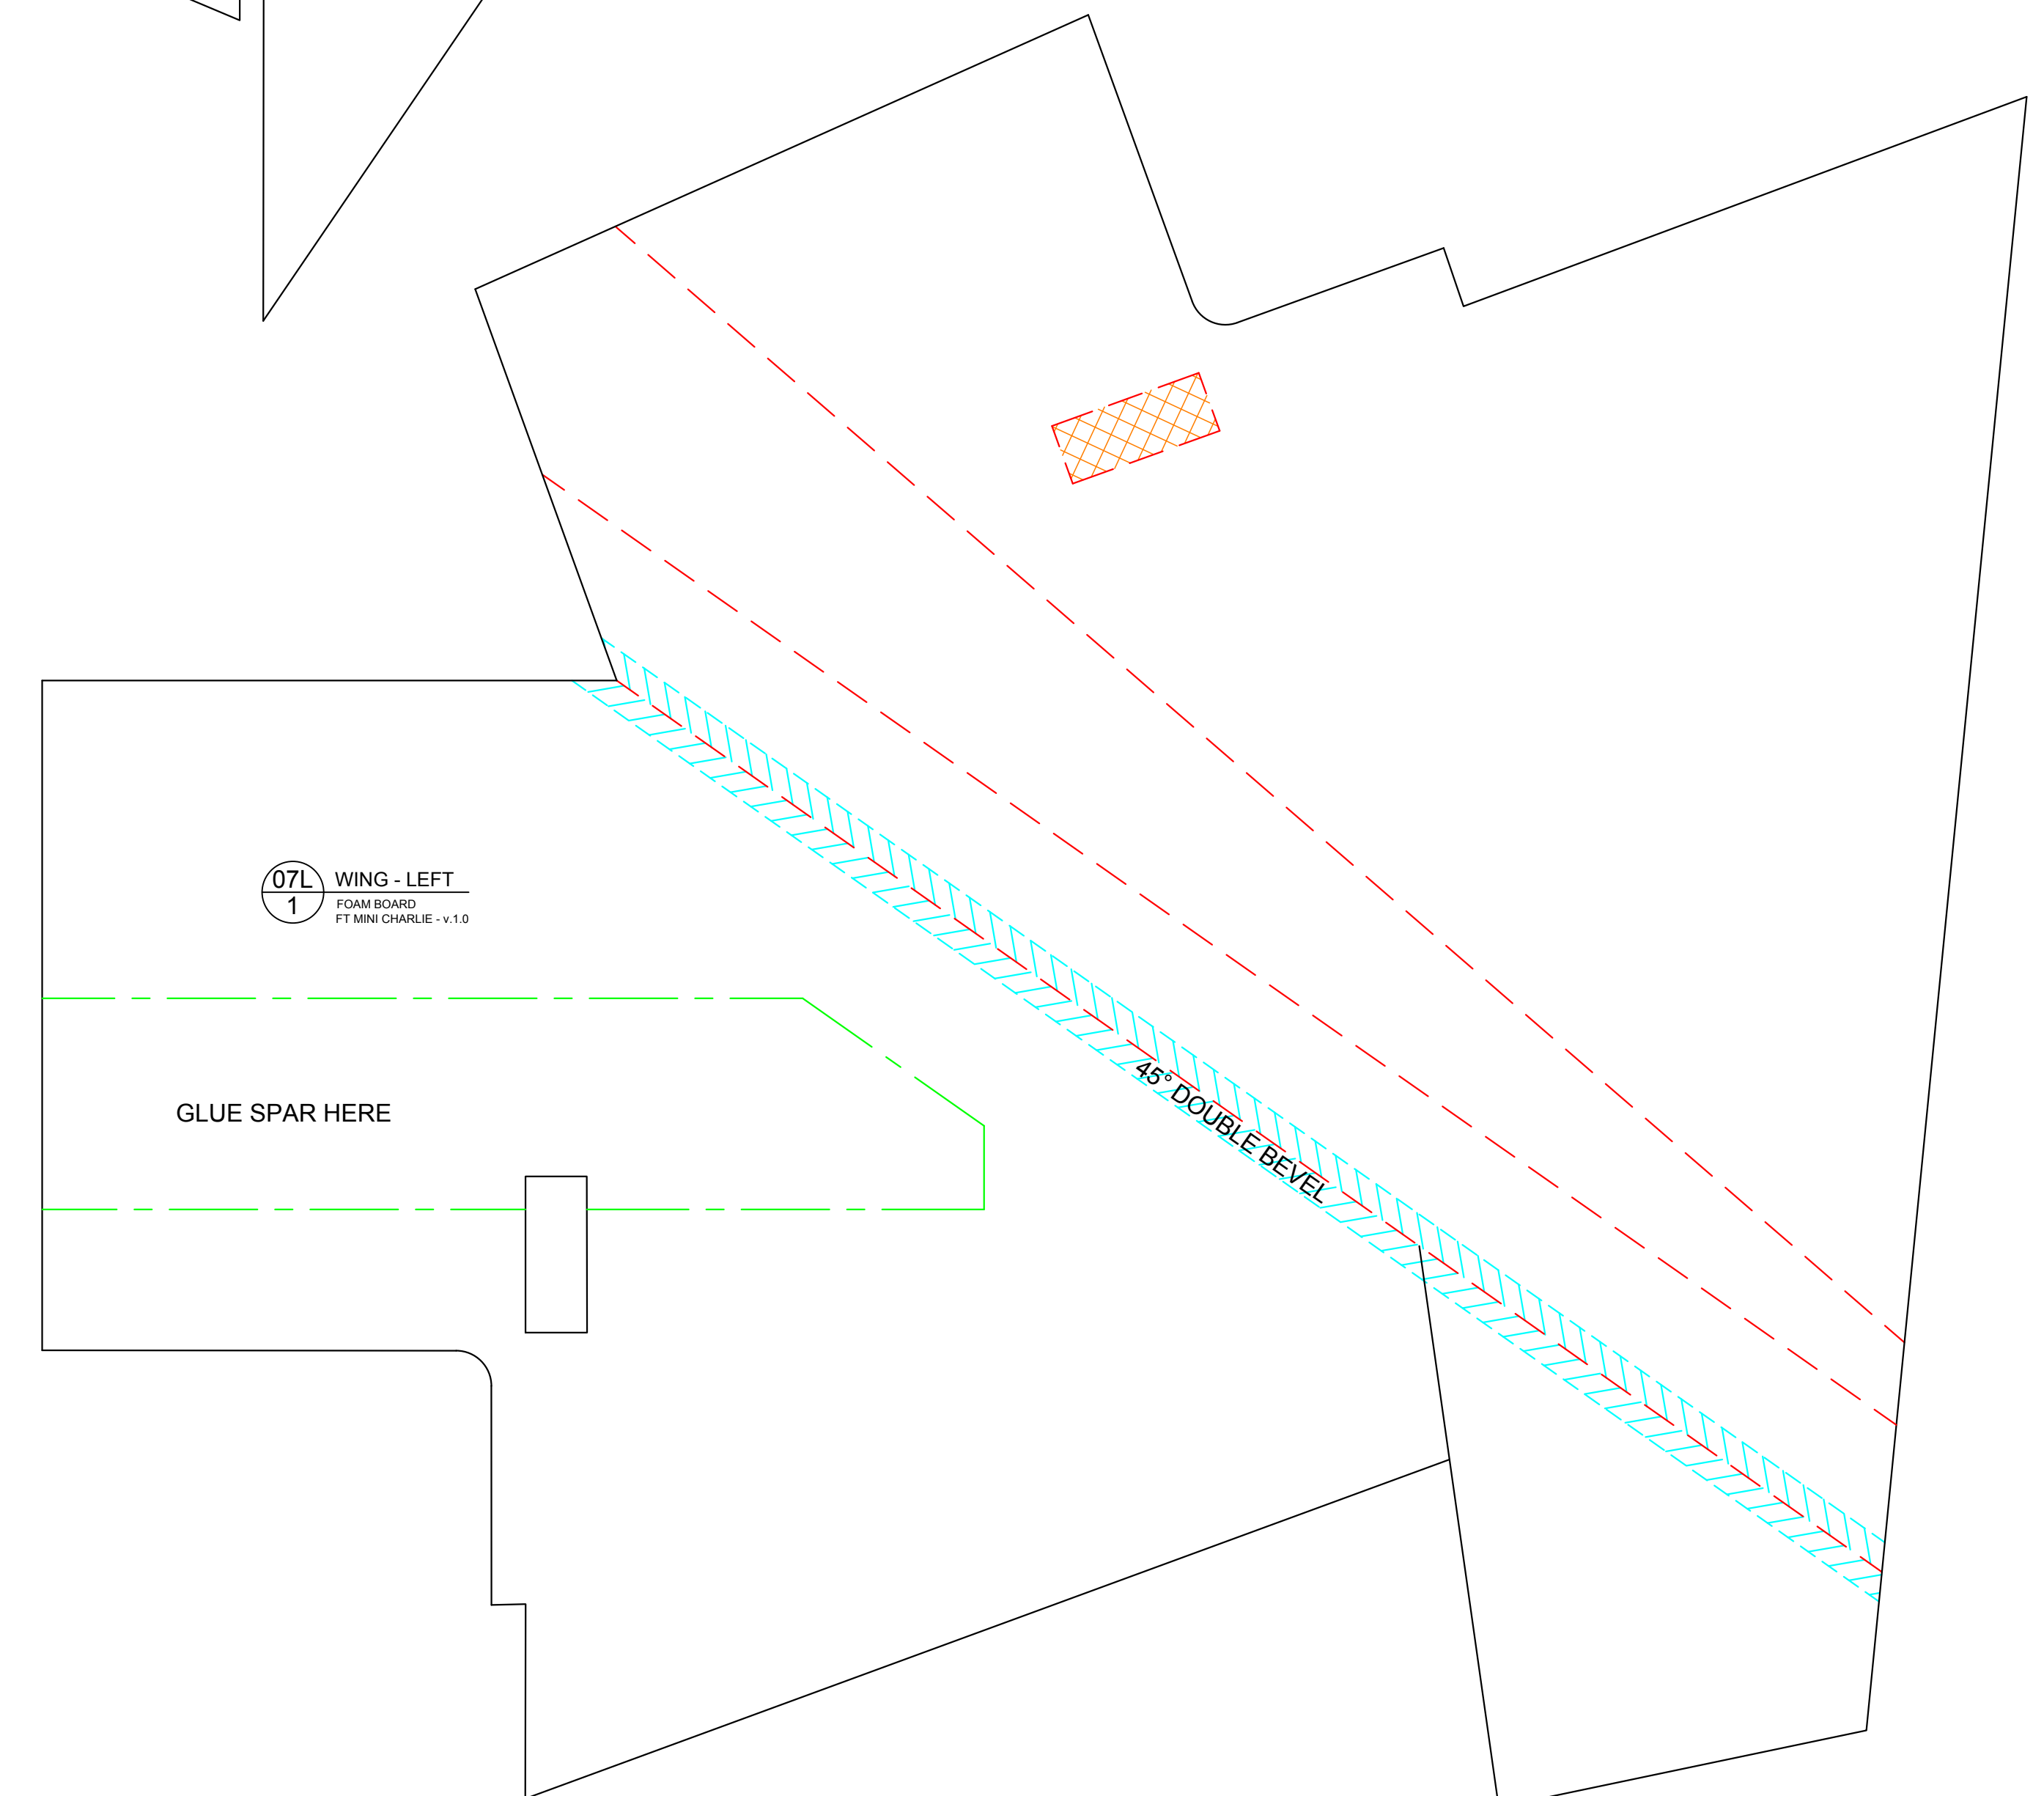 07L
1
WING - LEFT
FOAM BOARD
FT MINI CHARLIE - v.1.0
GLUE SPAR HERE
45° DOUBLE BEVEL